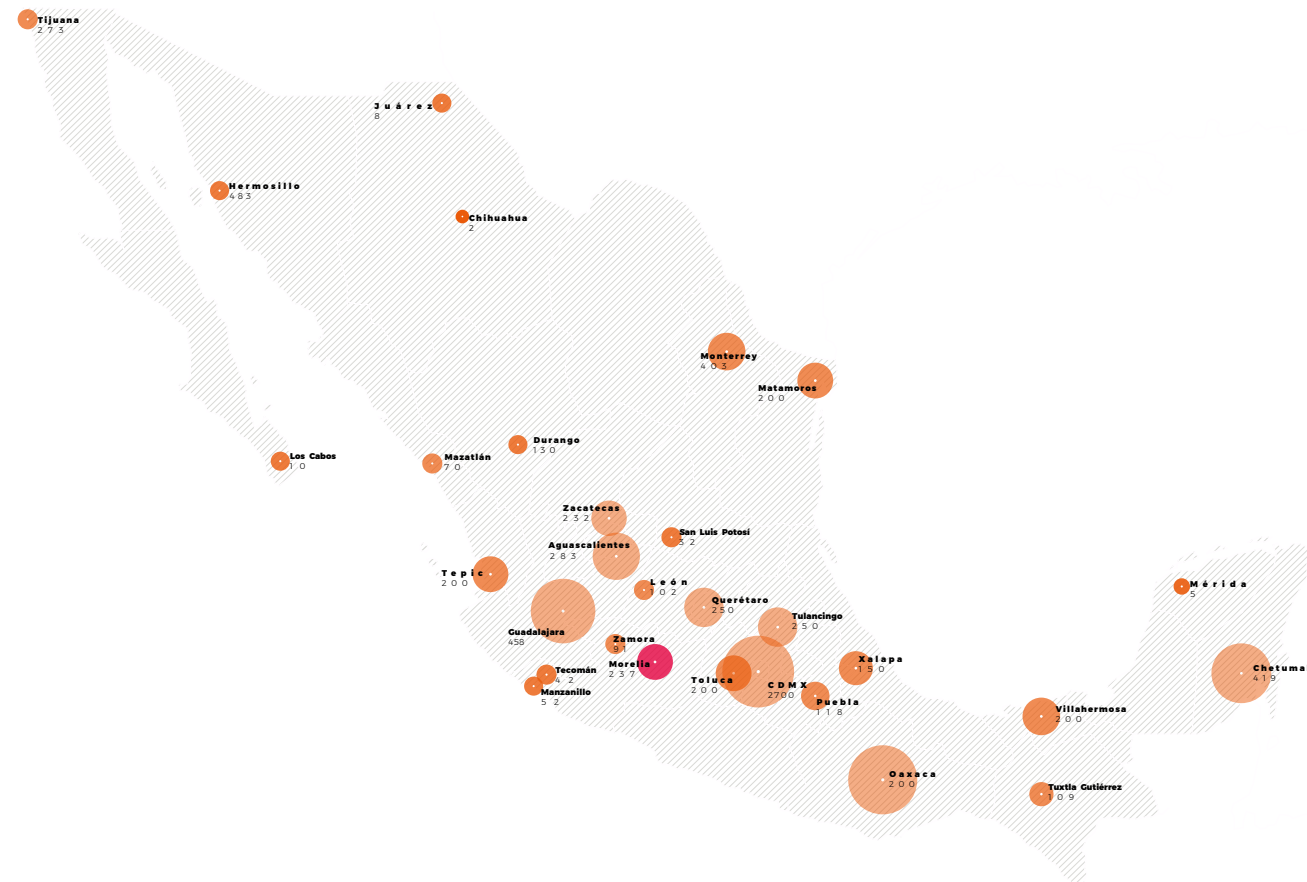 Tijuana
273
Juárez
8
Hermosillo
483
Chihuahua
2
Monterrey
403
Matamoros
200
Durango
130
Los Cabos
10
Mazatlán
70
Zacatecas
232
San Luis Potosí
32
Aguascalientes
283
Tepic
200
León
102
Mérida
5
Querétaro
250
Tulancingo
250
Guadalajara
458
Zamora
91
Morelia
237
Xalapa
150
Tecomán
42
Toluca
200
CDMX
2700
Chetuma
419
Manzanillo
52
Puebla
118
Villahermosa
200
Oaxaca
200
Tuxtla Gutiérrez
109